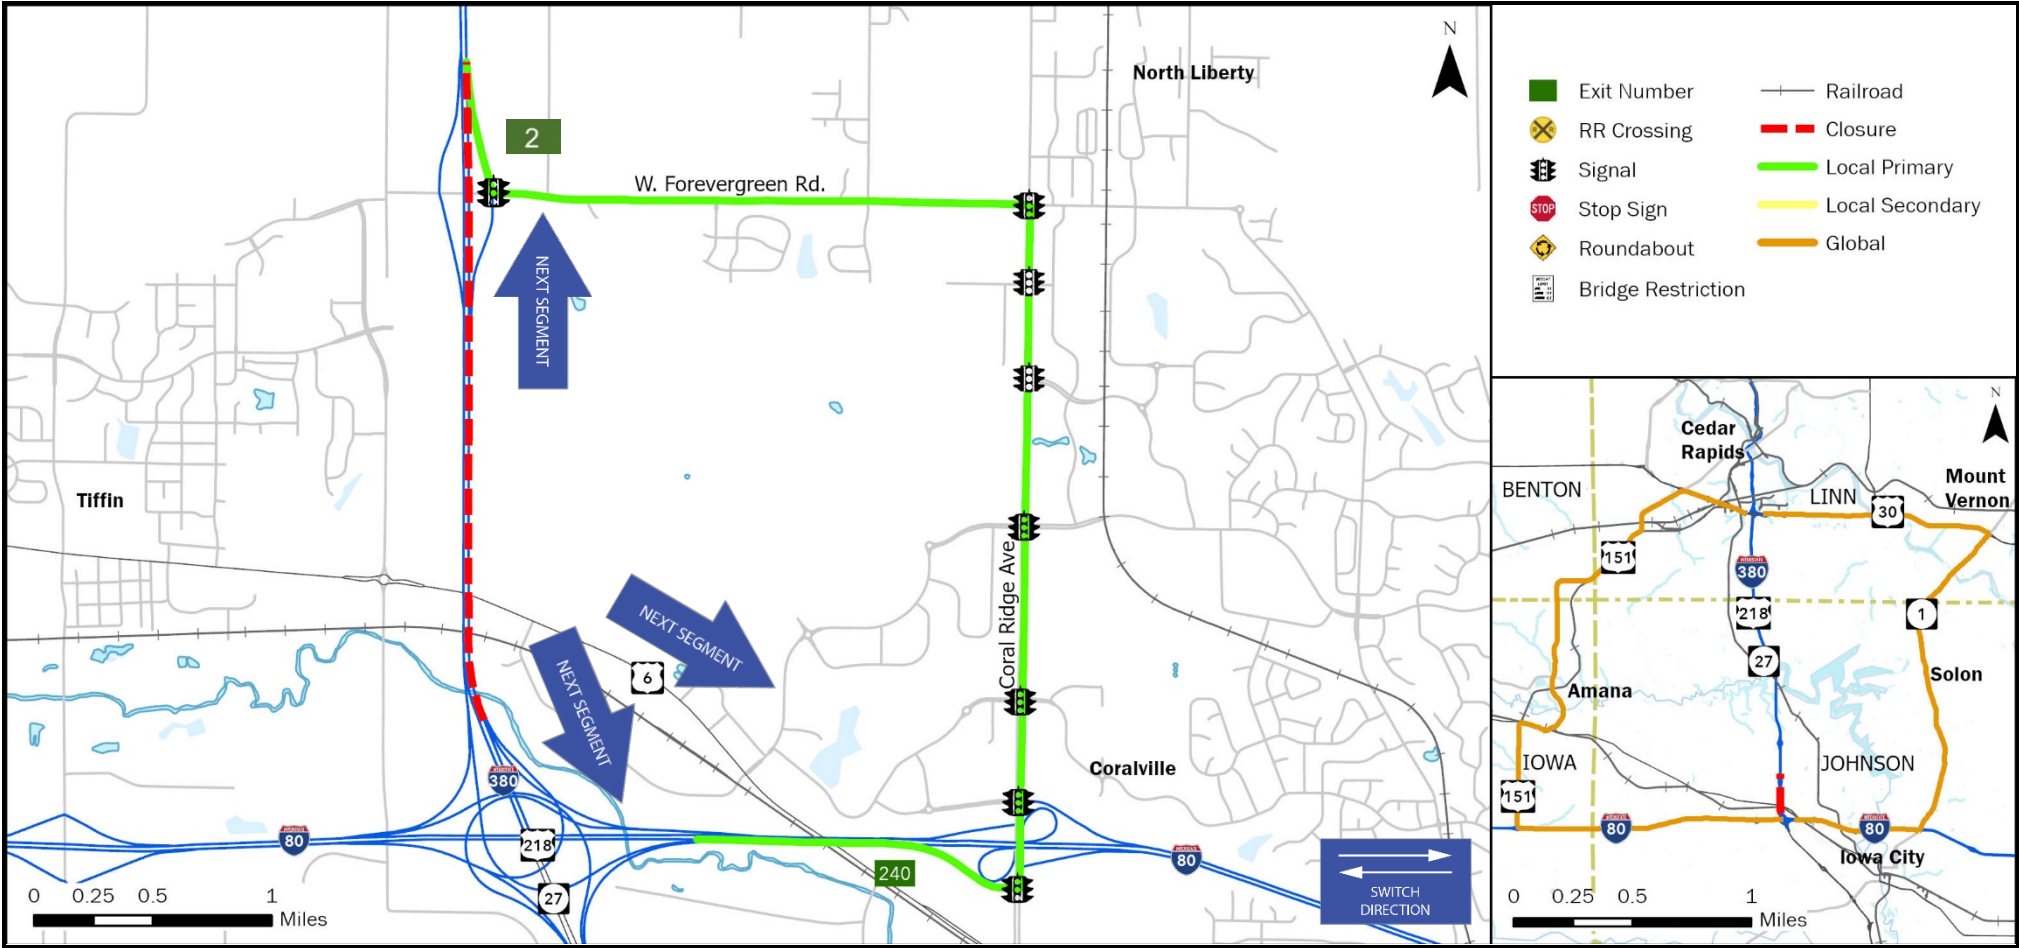 N
North Liberty
2
W. Forevergreen Rd.
NEXT SEGMENT
Tiffin
Coral Ridge Ave
NEXT SEGMENT
NEXT SEGMENT
6
Coralville
380
80
218
240
80
27
0 0.25 0.5 1
Miles
SWITCH
DIRECTION
Exit Number
RR Crossing
Signal
STOP
Stop Sign
Roundabout
Bridge Restriction
Railroad
Closure
Local Primary
Local Secondary
Global
N
Cedar
Rapids
Mount
Vernon
BENTON
LINN
30
151
380
218
1
27
Solon
Amana
IOWA
JOHNSON
151
80
80
Iowa City
0 0.25 0.5 1
Miles